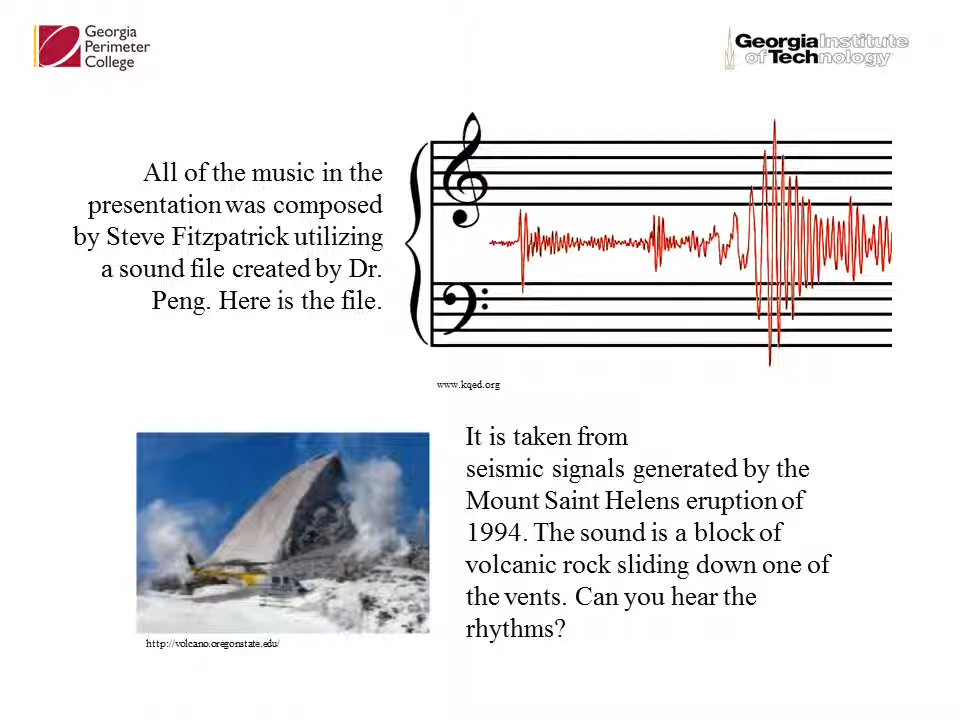 Georgia
Perimeter
College
GeorgiaInstitute
of Technology
All of the music in the
presentation was composed
by Steve Fitzpatrick utilizing
a sound file created by Dr.
Peng. Here is the file.
www.kqed.org
It is taken from
seismic signals generated by the
Mount Saint Helens eruption of
1994. The sound is a block of
volcanic rock sliding down one of
the vents. Can you hear the
rhythms?
http://volcano.oregonstate.edu/